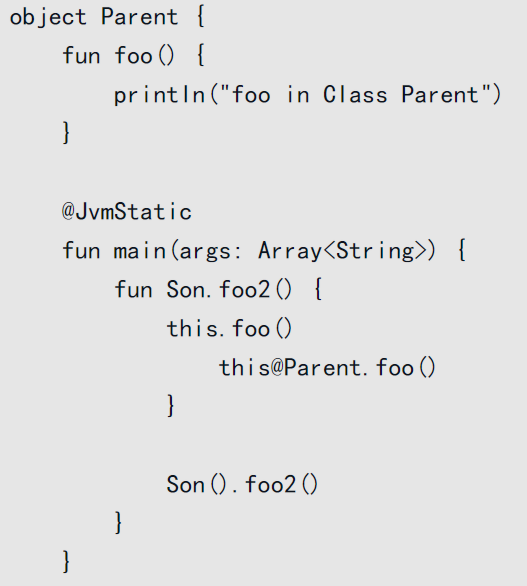 object Parent {
    fun foo() {
        println("foo in Class Parent")
    }

    @JvmStatic
    fun main(args: Array<String>) {
        fun Son.foo2() {
            this.foo()
                this@Parent.foo()
            }

            Son().foo2()
        }
    }